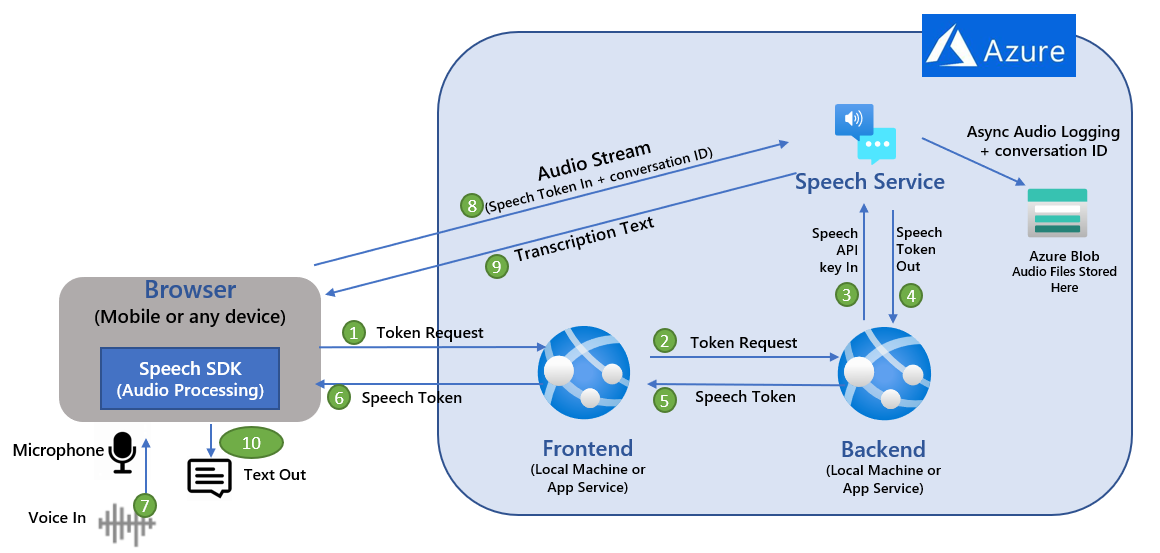 Azure
Async Audio Logging
+ conversation ID
Audio Stream
(Speech Token In + conversation ID)
8
Speech Service
Transcription Text
9
Speech
API
key In
3
Speech
Token
Out
4
Azure Blob
Audio Files Stored
Here
Browser
(Mobile or any device)
Speech SDK
(Audio Processing)
1
Token Request
2
Token Request
6
Speech Token
5
Speech Token
Frontend
(Local Machine or
App Service)
Backend
(Local Machine or
App Service)
Microphone
10
Text Out
7
Voice In